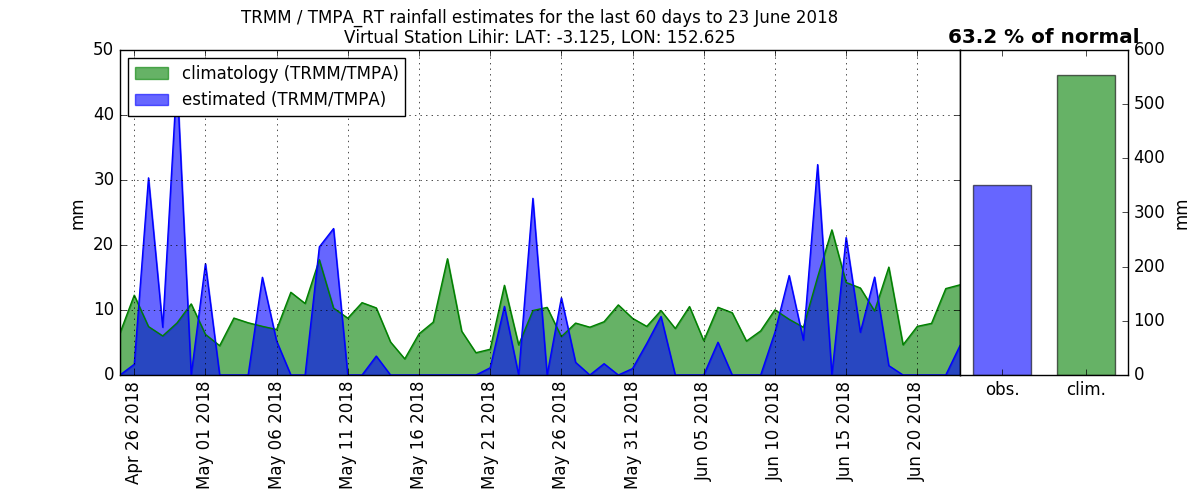 TRMM / TMPA_RT rainfall estimates for the last 60 days to 23 June 2018
Virtual Station Lihir: LAT: -3.125, LON: 152.625
63.2 % of normal
climatology (TRMM/TMPA)
estimated (TRMM/TMPA)
50
40
30
20
10
0
mm
Apr 26 2018
May 01 2018
May 06 2018
May 11 2018
May 16 2018
May 21 2018
May 26 2018
May 31 2018
Jun 05 2018
Jun 10 2018
Jun 15 2018
Jun 20 2018
obs.
clim.
600
500
400
300
200
100
0
mm